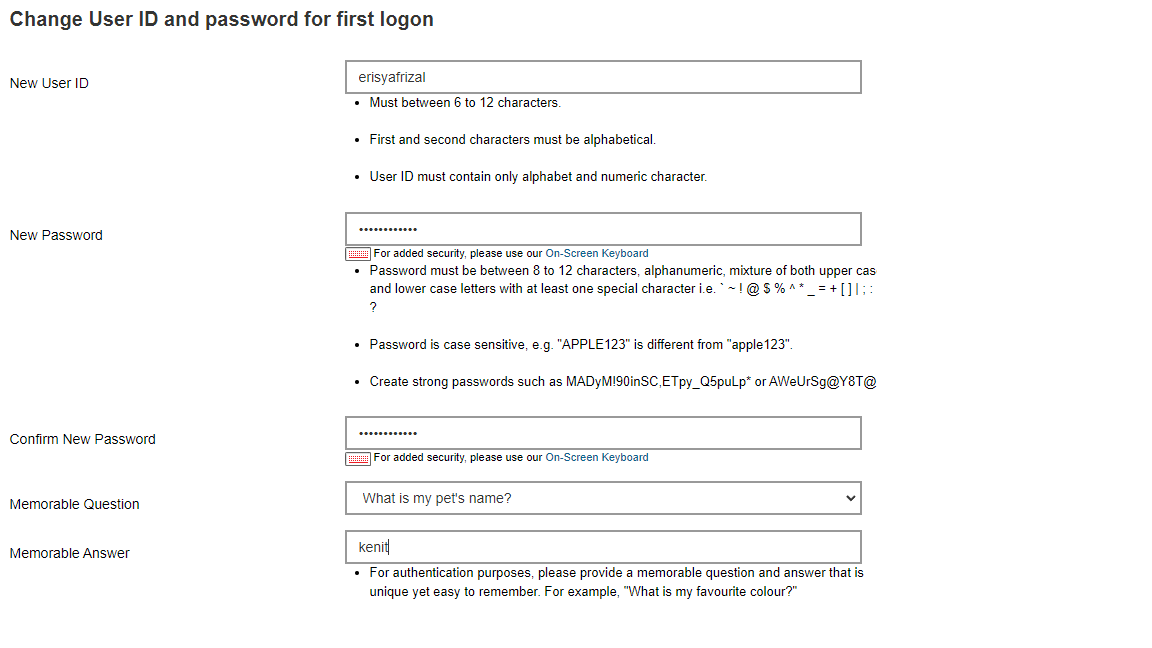 Change User ID and password for first logon
New User ID
erisyafrizal
• Must between 6 to 12 characters.
• First and second characters must be alphabetical.
• User ID must contain only alphabet and numeric character.
New Password
••••••••••••
For added security, please use our On-Screen Keyboard
• Password must be between 8 to 12 characters, alphanumeric, mixture of both upper cas
and lower case letters with at least one special character i.e. ` ~ ! @ $ % ^ * _ = + [ ] | ; :
?
• Password is case sensitive, e.g. "APPLE123" is different from "apple123".
• Create strong passwords such as MADyM!90inSC,ETpy_Q5puLp* or AWeUrSg@Y8T@
Confirm New Password
••••••••••••
For added security, please use our On-Screen Keyboard
Memorable Question
What is my pet's name?
Memorable Answer
kenit
• For authentication purposes, please provide a memorable question and answer that is
unique yet easy to remember. For example, "What is my favourite colour?"